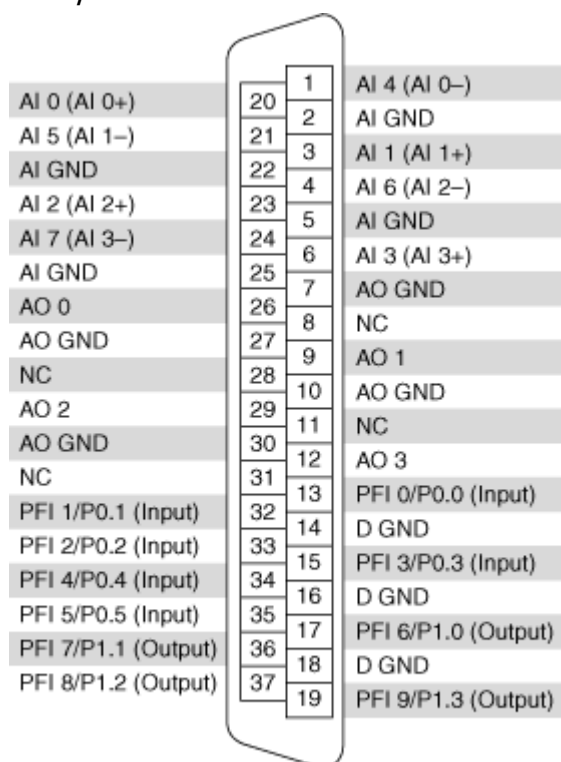 AI 0 (AI 0+) 20 1 AI 4 (AI 0–)
AI 5 (AI 1–) 21 2 AI GND
AI GND 22 3 AI 1 (AI 1+)
AI 2 (AI 2+) 23 4 AI 6 (AI 2–)
AI 7 (AI 3–) 24 5 AI GND
AI GND 25 6 AI 3 (AI 3+)
AO 0 26 7 AO GND
AO GND 27 8 NC
NC 28 9 AO 1
AO 2 29 10 AO GND
AO GND 30 11 NC
NC 31 12 AO 3
PFI 1/P0.1 (Input) 32 13 PFI 0/P0.0 (Input)
PFI 2/P0.2 (Input) 33 14 D GND
PFI 4/P0.4 (Input) 34 15 PFI 3/P0.3 (Input)
PFI 5/P0.5 (Input) 35 16 D GND
PFI 7/P1.1 (Output) 36 17 PFI 6/P1.0 (Output)
PFI 8/P1.2 (Output) 37 18 D GND
19 PFI 9/P1.3 (Output)